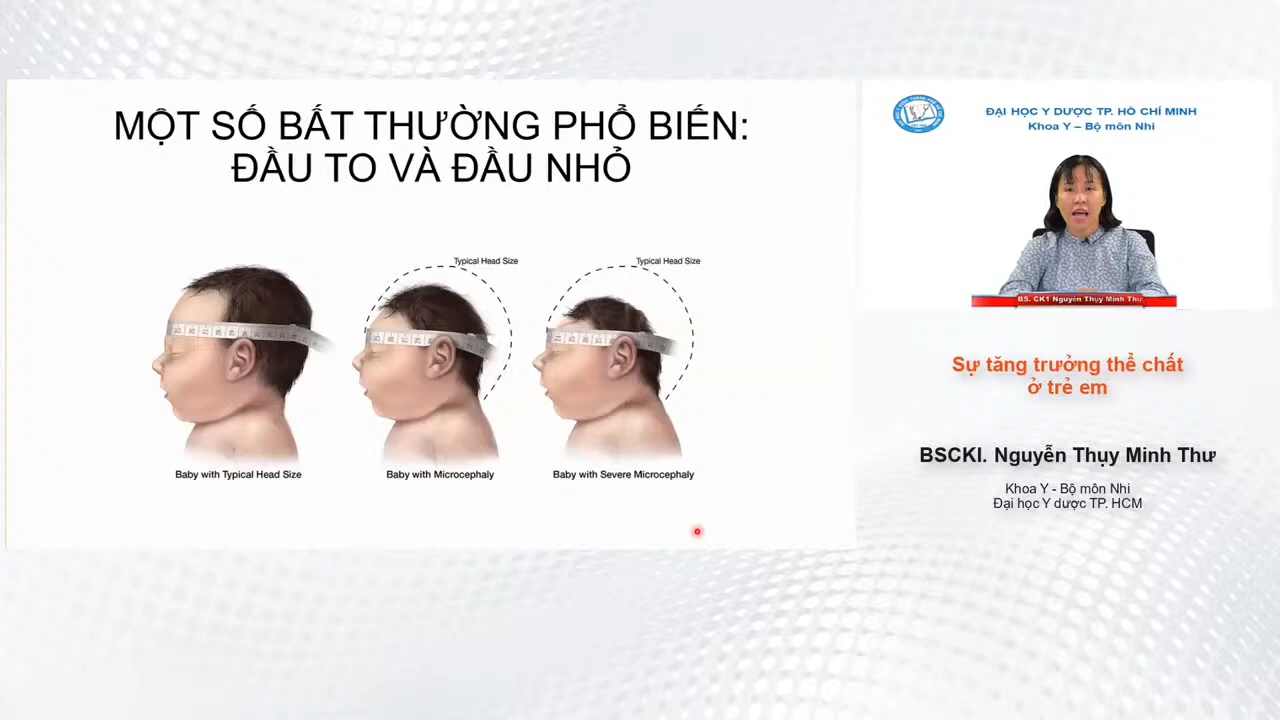 MỘT SỐ BẤT THƯỜNG PHỔ BIẾN:
ĐẦU TO VÀ ĐẦU NHỎ
Typical Head Size
Typical Head Size
Baby with Typical Head Size
Baby with Microcephaly
Baby with Severe Microcephaly
ĐẠI HỌC Y DƯỢC TP. HỒ CHÍ MINH
Khoa Y – Bộ môn Nhi
BS. CK1 Nguyễn Thụy Minh Thư
Sự tăng trưởng thể chất
ở trẻ em
BSCKI. Nguyễn Thụy Minh Thư
Khoa Y - Bộ môn Nhi
Đại học Y dược TP. HCM